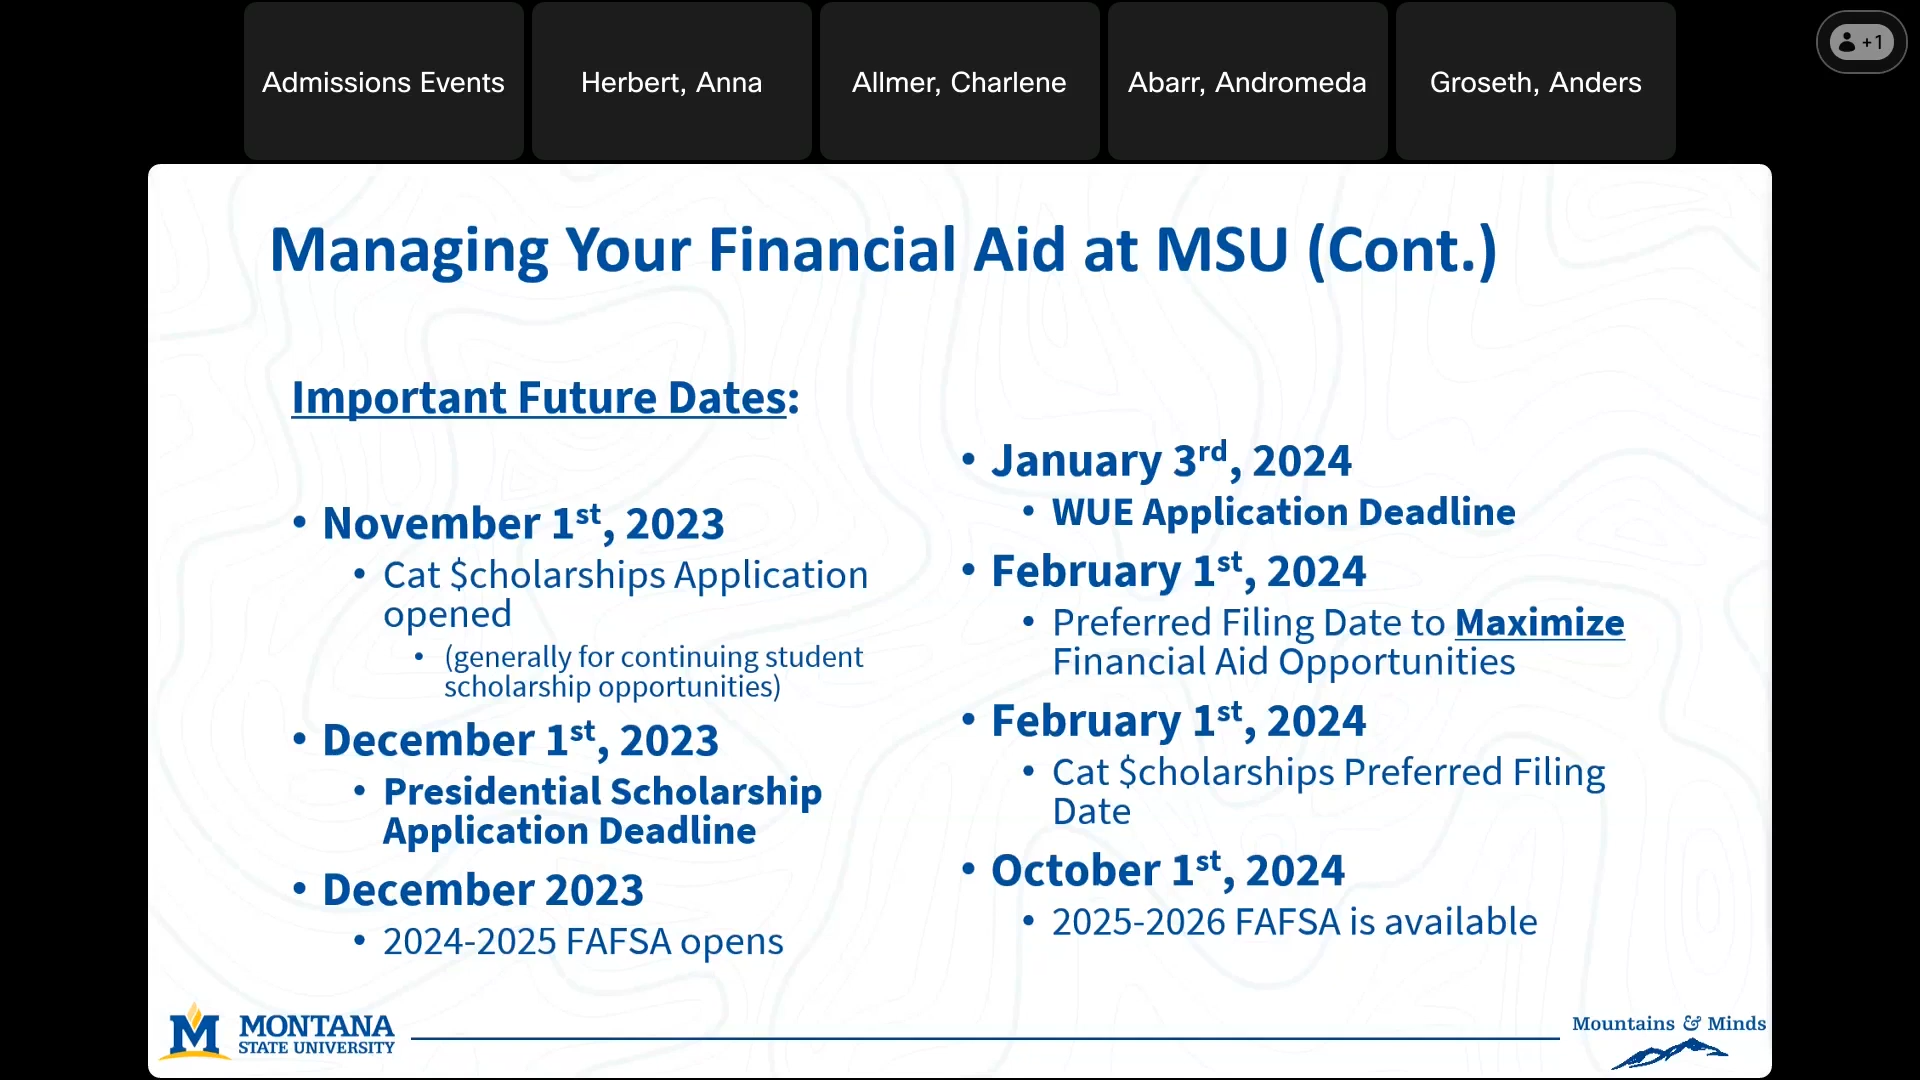 Admissions Events
Herbert, Anna
Allmer, Charlene
Abarr, Andromeda
Groseth, Anders
+1
Managing Your Financial Aid at MSU (Cont.)
Important Future Dates:
• November 1st, 2023
• Cat $cholarships Application
opened
• (generally for continuing student
scholarship opportunities)
• December 1st, 2023
• Presidential Scholarship
Application Deadline
• December 2023
• 2024-2025 FAFSA opens
• January 3rd, 2024
• WUE Application Deadline
• February 1st, 2024
• Preferred Filing Date to Maximize
Financial Aid Opportunities
• February 1st, 2024
• Cat $cholarships Preferred Filing
Date
• October 1st, 2024
• 2025-2026 FAFSA is available
M
MONTANA
STATE UNIVERSITY
Mountains & Minds